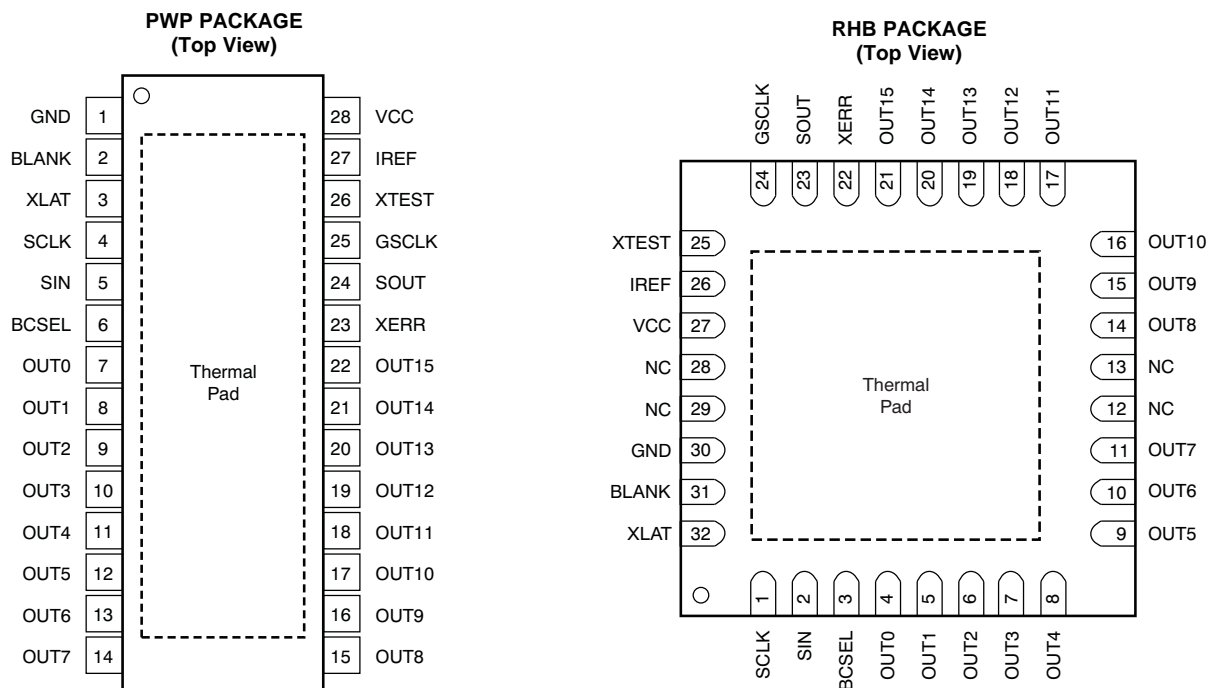 PWP PACKAGE
(Top View)
GND 1
BLANK 2
XLAT 3
SCLK 4
SIN 5
BCSEL 6
OUT0 7
OUT1 8
OUT2 9
OUT3 10
OUT4 11
OUT5 12
OUT6 13
OUT7 14
Thermal
Pad
28 VCC
27 IREF
26 XTEST
25 GSCLK
24 SOUT
23 XERR
22 OUT15
21 OUT14
20 OUT13
19 OUT12
18 OUT11
17 OUT10
16 OUT9
15 OUT8
RHB PACKAGE
(Top View)
GSCLK SOUT XERR OUT15 OUT14 OUT13 OUT12 OUT11
24 23 22 21 20 19 18 17
XTEST 25
IREF 26
VCC 27
NC 28
NC 29
GND 30
BLANK 31
XLAT 32
Thermal
Pad
16 OUT10
15 OUT9
14 OUT8
13 NC
12 NC
11 OUT7
10 OUT6
9 OUT5
1 2 3 4 5 6 7 8
SCLK SIN BCSEL OUT0 OUT1 OUT2 OUT3 OUT4